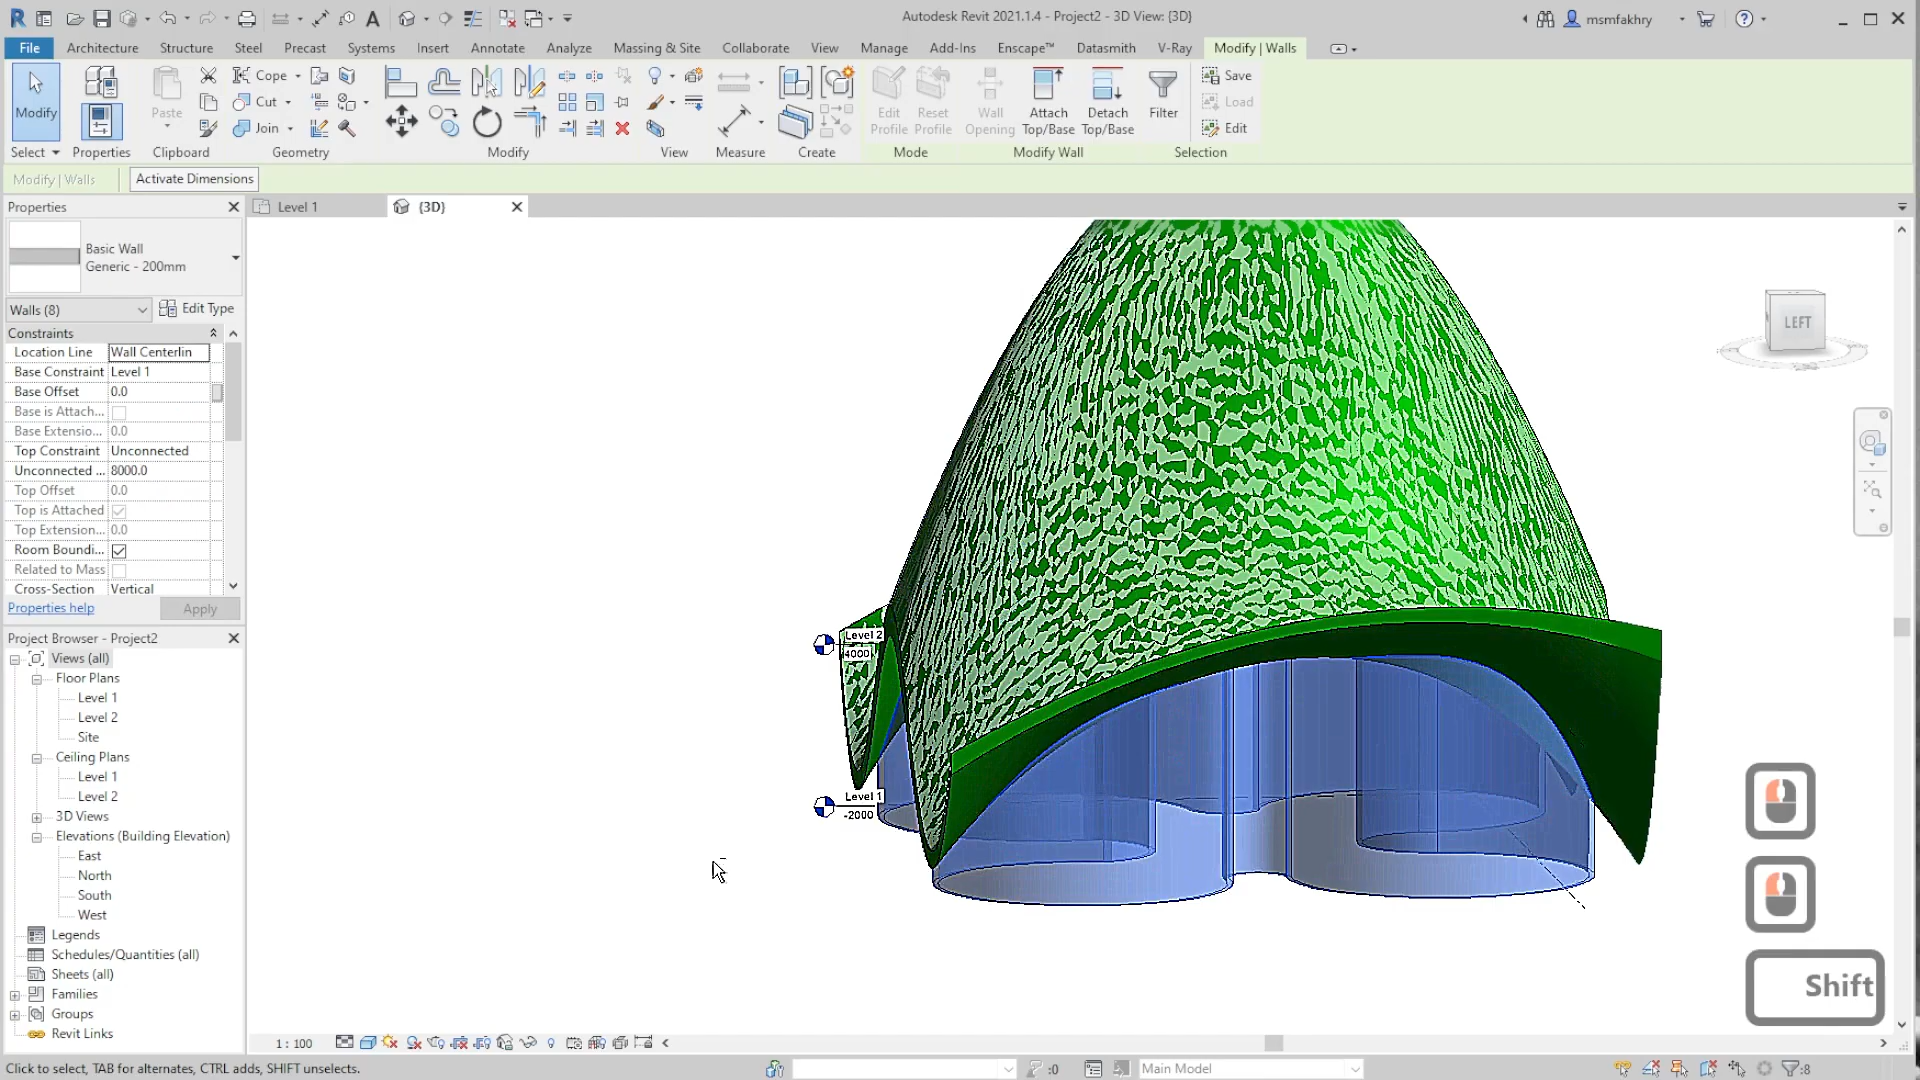 Autodesk Revit 2021.1.4 - Project2 - 3D View: {3D}
msmfakhry
File Architecture Structure Steel Precast Systems Insert Annotate Analyze Massing & Site Collaborate View Manage Add-Ins Enscape™ Datasmith V-Ray Modify | Walls
Modify
Paste
Cope
Cut
Join
Edit Profile
Reset Profile
Wall Opening
Attach Top/Base
Detach Top/Base
Filter
Save
Load
Edit
Select Properties Clipboard Geometry Modify View Measure Create Mode Modify Wall Selection
Modify | Walls Activate Dimensions
Properties
Level 1
{3D}
Basic Wall
Generic - 200mm
Walls (8) Edit Type
Constraints
Location Line Wall Centerlin
Base Constraint Level 1
Base Offset 0.0
Base is Attach...
Base Extensio... 0.0
Top Constraint Unconnected
Unconnected ... 8000.0
Top Offset 0.0
Top is Attached
Top Extension... 0.0
Room Boundi...
Related to Mass
Cross-Section Vertical
Properties help Apply
Project Browser - Project2
Views (all)
Floor Plans
Level 1
Level 2
Site
Ceiling Plans
Level 1
Level 2
3D Views
Elevations (Building Elevation)
East
North
South
West
Legends
Schedules/Quantities (all)
Sheets (all)
Families
Groups
Revit Links
LEFT
Level 2
4000
Level 1
-2000
Shift
1 : 100
Click to select, TAB for alternates, CTRL adds, SHIFT unselects.
:0
Main Model
:8